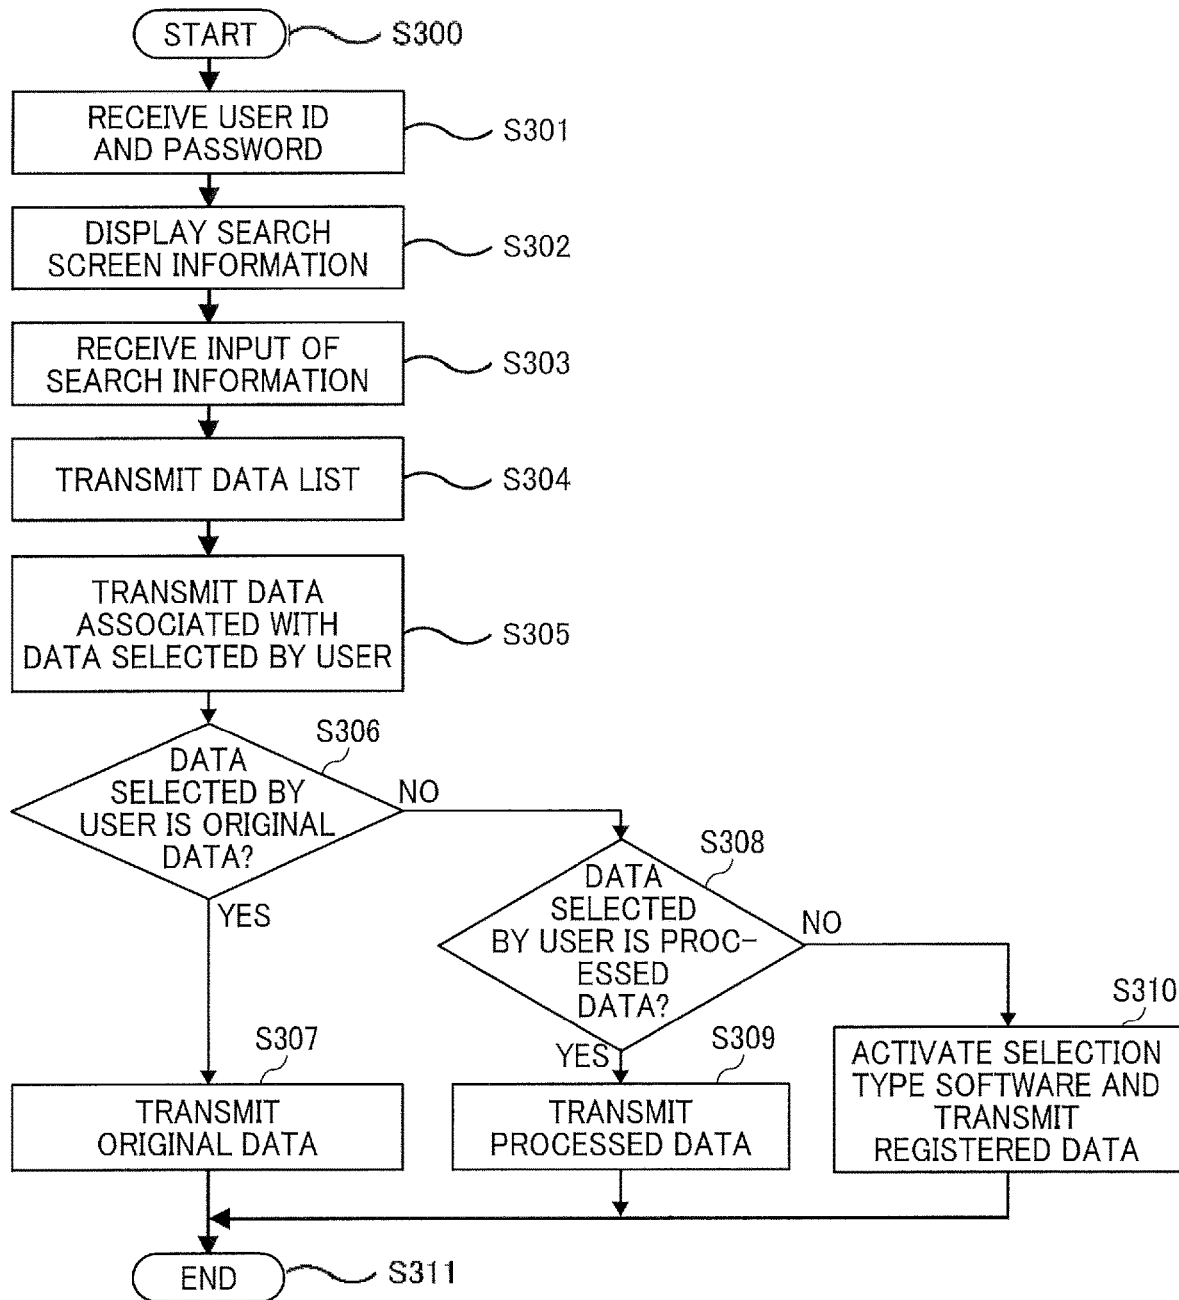 START
S300
RECEIVE USER ID
AND PASSWORD
S301
DISPLAY SEARCH
SCREEN INFORMATION
S302
RECEIVE INPUT OF
SEARCH INFORMATION
S303
TRANSMIT DATA LIST
S304
TRANSMIT DATA
ASSOCIATED WITH
DATA SELECTED BY USER
S305
S306
DATA
SELECTED BY
USER IS ORIGINAL
DATA?
NO
YES
S308
DATA
SELECTED
BY USER IS PROC-
ESSED
DATA?
NO
YES
S307
TRANSMIT
ORIGINAL DATA
S309
TRANSMIT
PROCESSED DATA
S310
ACTIVATE SELECTION
TYPE SOFTWARE AND
TRANSMIT
REGISTERED DATA
END
S311